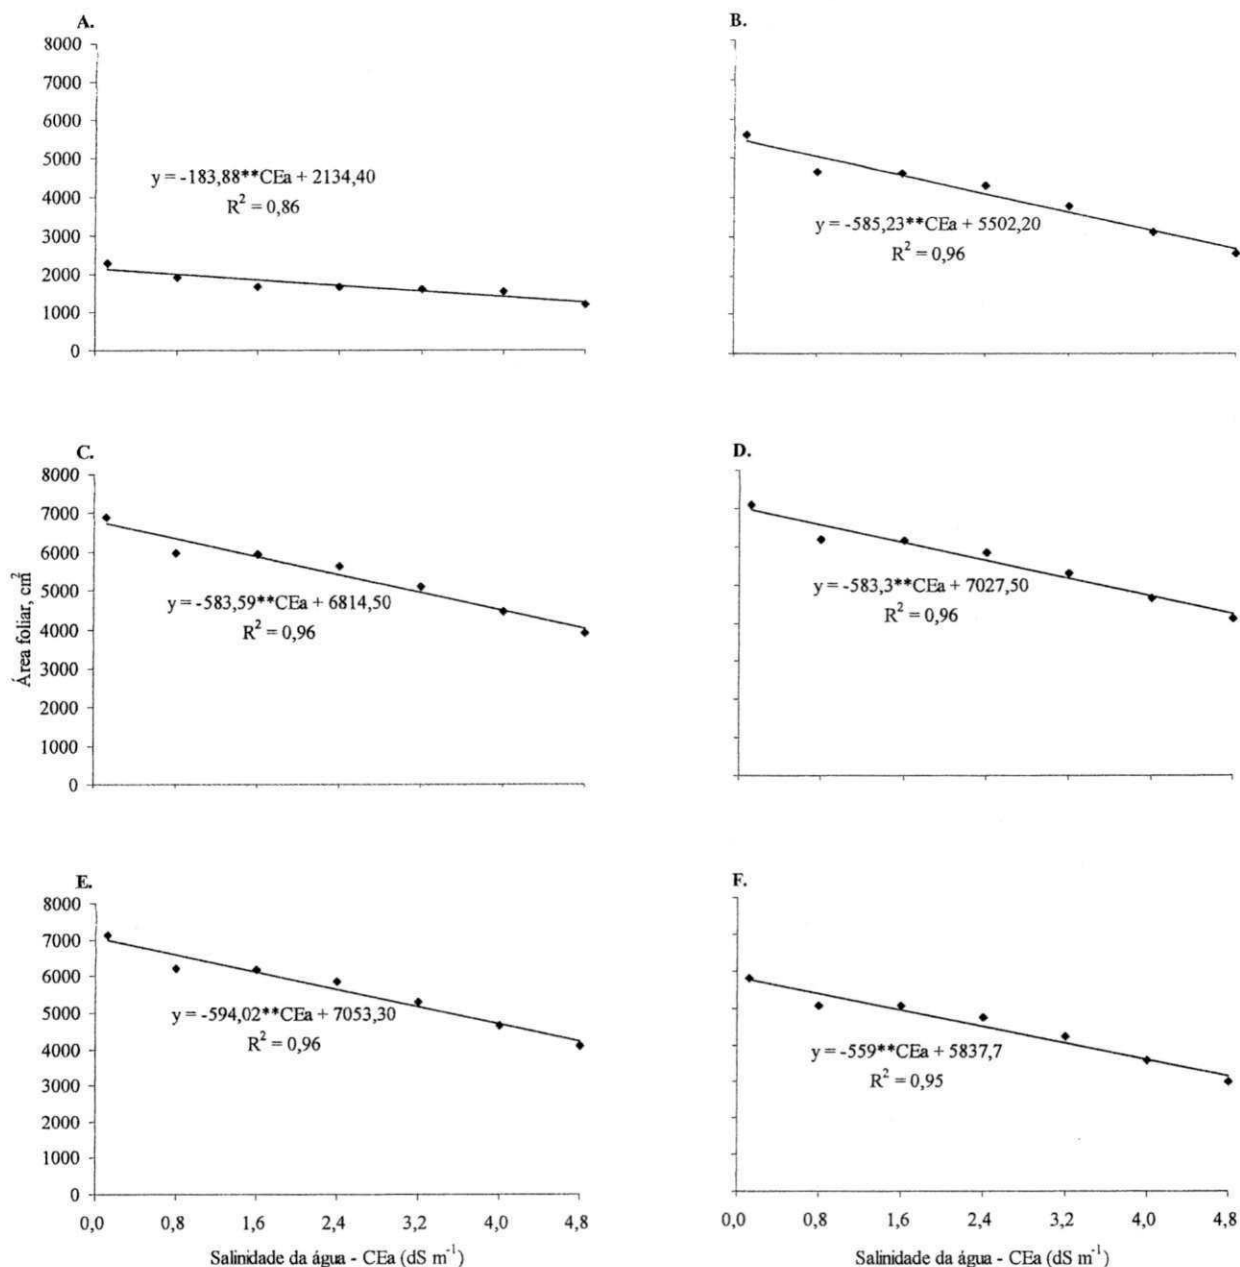 A.
8000
7000
6000
5000
4000
3000
2000
1000
0
y = -183,88**CEa + 2134,40
R² = 0,86
B.
y = -585,23**CEa + 5502,20
R² = 0,96
C.
8000
7000
6000
5000
4000
3000
2000
1000
0
Área foliar, cm²
y = -583,59**CEa + 6814,50
R² = 0,96
D.
y = -583,3**CEa + 7027,50
R² = 0,96
E.
8000
7000
6000
5000
4000
3000
2000
1000
0
y = -594,02**CEa + 7053,30
R² = 0,96
0,0 0,8 1,6 2,4 3,2 4,0 4,8
Salinidade da água - CEa (dS m⁻¹)
F.
y = -559**CEa + 5837,7
R² = 0,95
0,0 0,8 1,6 2,4 3,2 4,0 4,8
Salinidade da água - CEa (dS m⁻¹)